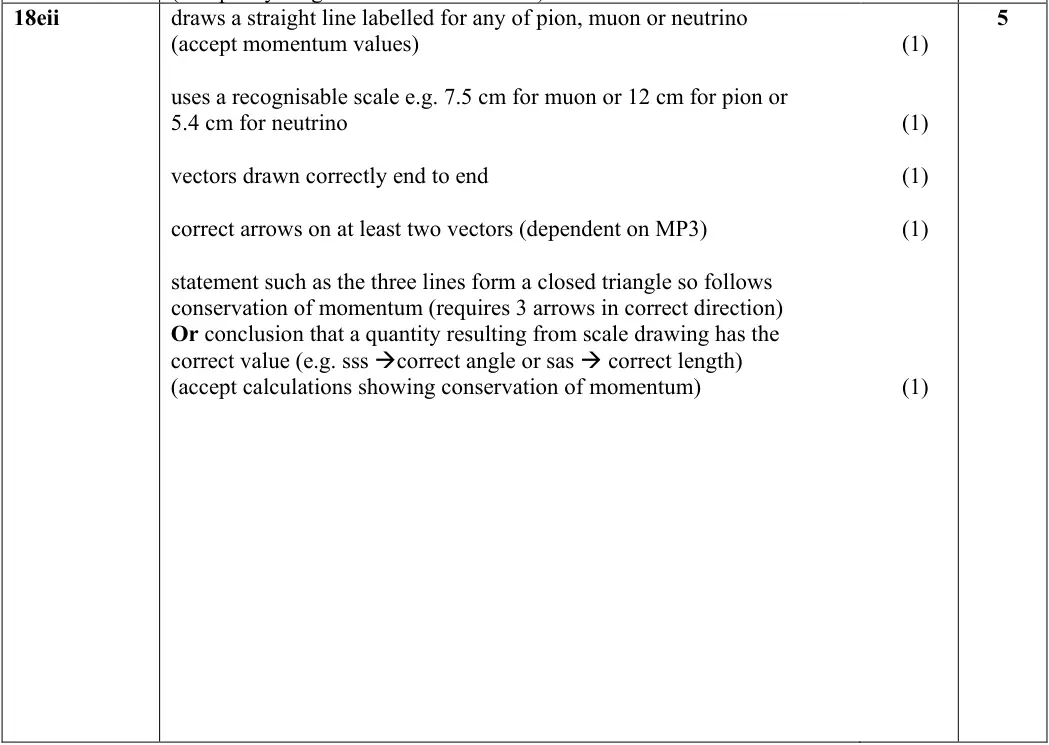 18eii
draws a straight line labelled for any of pion, muon or neutrino
(accept momentum values) (1)
uses a recognisable scale e.g. 7.5 cm for muon or 12 cm for pion or
5.4 cm for neutrino (1)
vectors drawn correctly end to end (1)
correct arrows on at least two vectors (dependent on MP3) (1)
statement such as the three lines form a closed triangle so follows
conservation of momentum (requires 3 arrows in correct direction)
Or conclusion that a quantity resulting from scale drawing has the
correct value (e.g. sss →correct angle or sas → correct length)
(accept calculations showing conservation of momentum) (1)
5